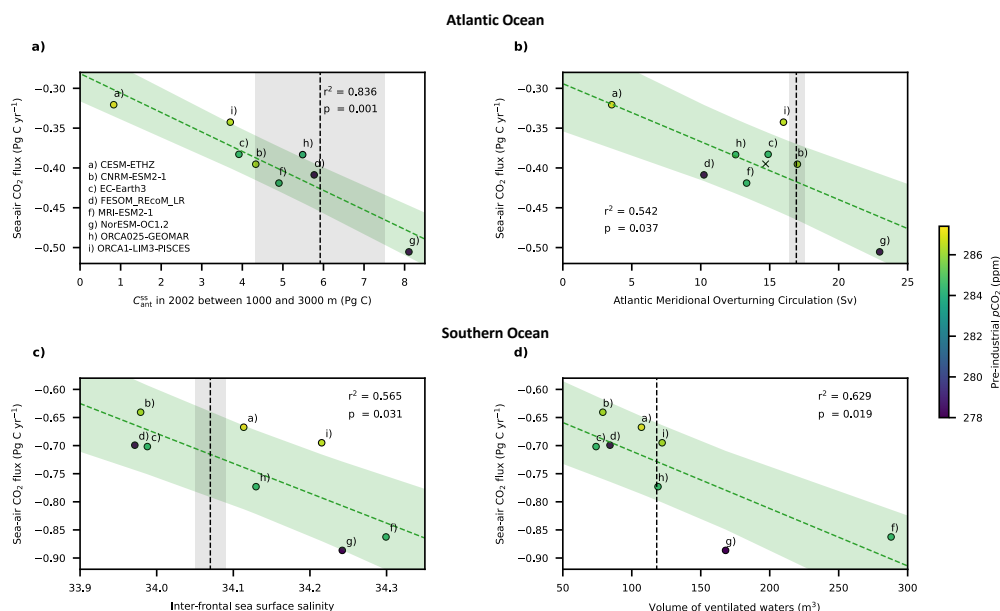 Atlantic Ocean
a)
Sea-air CO₂ flux (Pg C yr⁻¹)
−0.30
−0.35
−0.40
−0.45
−0.50
r² = 0.836
p = 0.001
a)
i)
c)
b)
h)
d)
f)
g)
a) CESM-ETHZ
b) CNRM-ESM2-1
c) EC-Earth3
d) FESOM_REcoM_LR
f) MRI-ESM2-1
g) NorESM-OC1.2
h) ORCA025-GEOMAR
i) ORCA1-LIM3-PISCES
0 1 2 3 4 5 6 7 8
C^ss_ant in 2002 between 1000 and 3000 m (Pg C)
b)
Sea-air CO₂ flux (Pg C yr⁻¹)
−0.30
−0.35
−0.40
−0.45
−0.50
a)
i)
h)
c)
b)
d)
f)
g)
r² = 0.542
p = 0.037
0 5 10 15 20 25
Atlantic Meridional Overturning Circulation (Sv)
Southern Ocean
c)
Sea-air CO₂ flux (Pg C yr⁻¹)
−0.60
−0.65
−0.70
−0.75
−0.80
−0.85
−0.90
r² = 0.565
p = 0.031
b)
a)
i)
d)
c)
h)
f)
g)
33.9 34.0 34.1 34.2 34.3
Inter-frontal sea surface salinity
d)
Sea-air CO₂ flux (Pg C yr⁻¹)
−0.60
−0.65
−0.70
−0.75
−0.80
−0.85
−0.90
r² = 0.629
p = 0.019
b)
a)
i)
c)
d)
h)
f)
g)
50 100 150 200 250 300
Volume of ventilated waters (m³)
286
284
282
280
278
Pre-industrial pCO₂ (ppm)